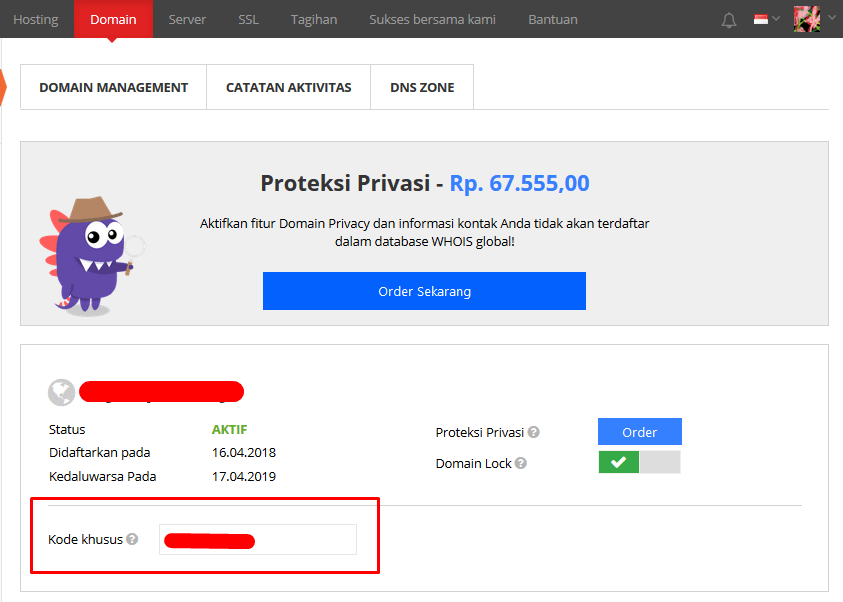 Hosting Domain Server SSL Tagihan Sukses bersama kami Bantuan
DOMAIN MANAGEMENT CATATAN AKTIVITAS DNS ZONE
Proteksi Privasi - Rp. 67.555,00
Aktifkan fitur Domain Privacy dan informasi kontak Anda tidak akan terdaftar
dalam database WHOIS global!
Order Sekarang
Status AKTIF
Didaftarkan pada 16.04.2018
Kedaluwarsa Pada 17.04.2019
Proteksi Privasi ? Order
Domain Lock ?
Kode khusus ?